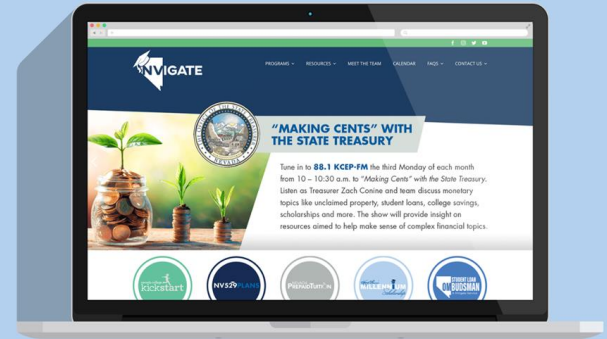 NVIGATE
PROGRAMS RESOURCES MEET THE TEAM CALENDAR FAQS CONTACT US
"MAKING CENTS" WITH
THE STATE TREASURY
NEVADA
Tune in to 88.1 KCEP-FM the third Monday of each month
from 10 – 10:30 a.m. to "Making Cents" with the State Treasury.
Listen as Treasurer Zach Conine and team discuss monetary
topics like unclaimed property, student loans, college savings,
scholarships and more. The show will provide insight on
resources aimed to help make sense of complex financial topics.
kickstart
NV529PLANS
PREPAID TUITION
MILLENNIUM
STUDENT LOAN
OMBUDSMAN